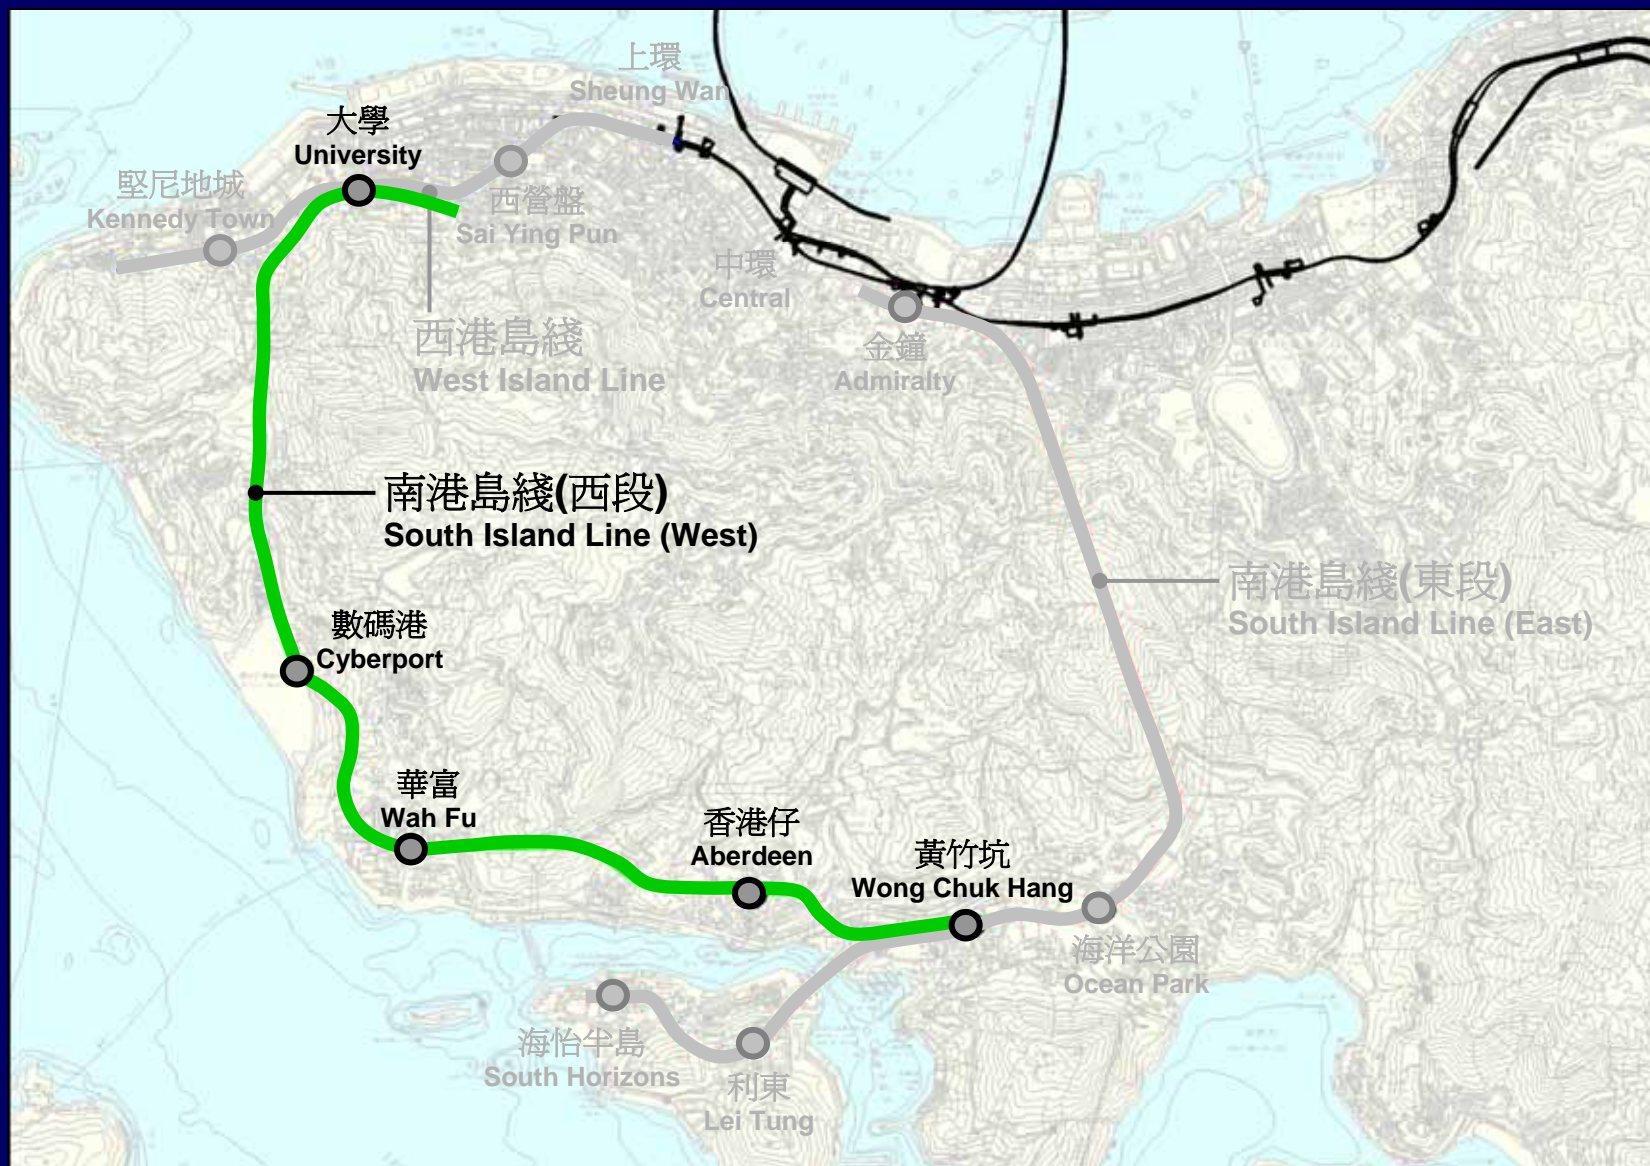 上環
Sheung Wan
大學
University
堅尼地城
Kennedy Town
西營盤
Sai Ying Pun
中環
Central
西港島綫
West Island Line
金鐘
Admiralty
南港島綫(西段)
South Island Line (West)
南港島綫(東段)
South Island Line (East)
數碼港
Cyberport
華富
Wah Fu
香港仔
Aberdeen
黃竹坑
Wong Chuk Hang
海洋公園
Ocean Park
海怡半島
South Horizons
利東
Lei Tung